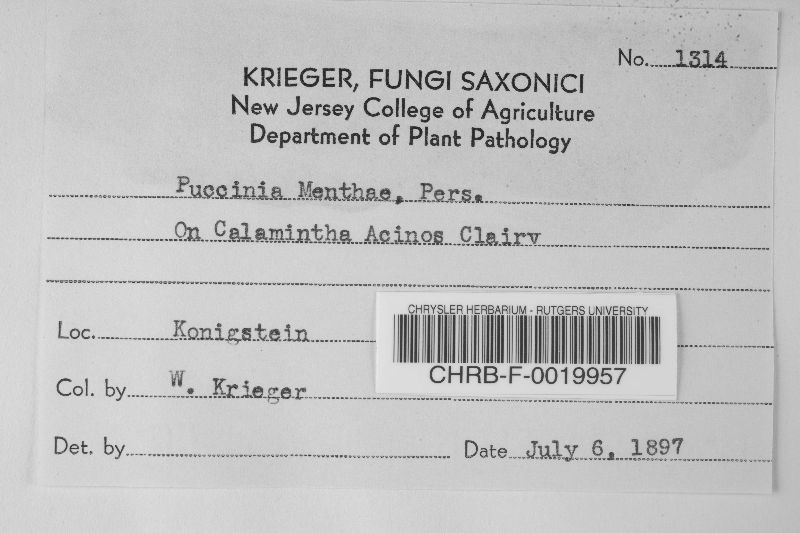 No. 1314
KRIEGER, FUNGI SAXONICI
New Jersey College of Agriculture
Department of Plant Pathology
Puccinia Menthae, Pers.
On Calamintha Acinos Clairv
Loc. Konigstein
CHRYSLER HERBARIUM - RUTGERS UNIVERSITY
CHRB-F-0019957
Col. by W. Krieger
Det. by
Date July 6, 1897